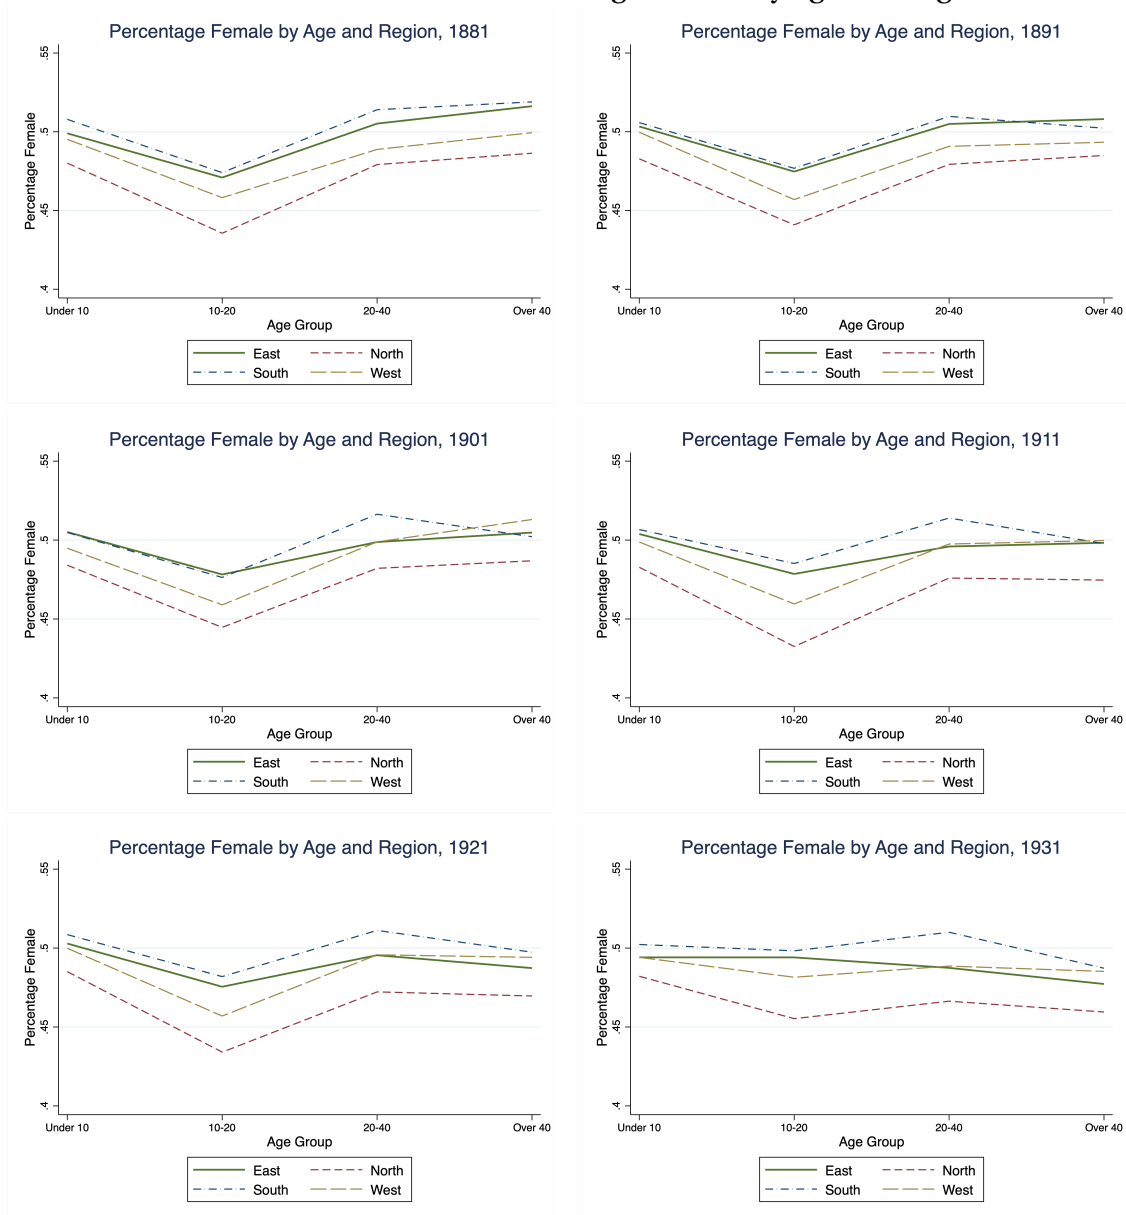 Percentage Female by Age and Region, 1881
Percentage Female
.55
.5
.45
.4
Under 10 10-20 20-40 Over 40
Age Group
East North
South West
Percentage Female by Age and Region, 1891
Percentage Female
.55
.5
.45
.4
Under 10 10-20 20-40 Over 40
Age Group
East North
South West
Percentage Female by Age and Region, 1901
Percentage Female
.55
.5
.45
.4
Under 10 10-20 20-40 Over 40
Age Group
East North
South West
Percentage Female by Age and Region, 1911
Percentage Female
.55
.5
.45
.4
Under 10 10-20 20-40 Over 40
Age Group
East North
South West
Percentage Female by Age and Region, 1921
Percentage Female
.55
.5
.45
.4
Under 10 10-20 20-40 Over 40
Age Group
East North
South West
Percentage Female by Age and Region, 1931
Percentage Female
.55
.5
.45
.4
Under 10 10-20 20-40 Over 40
Age Group
East North
South West